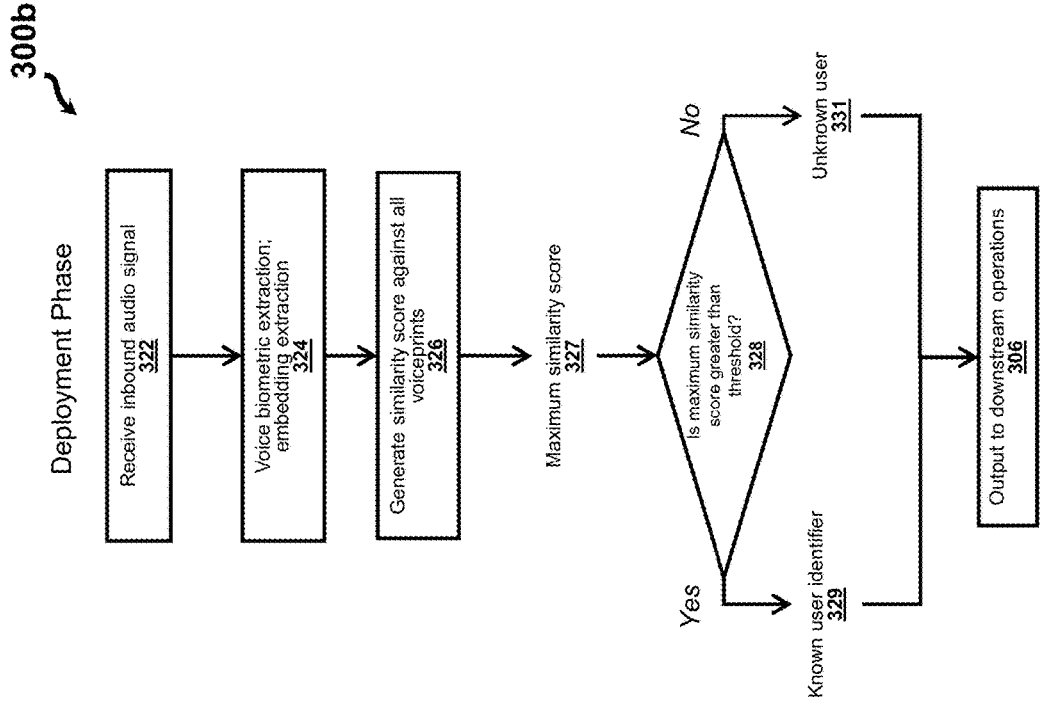 300b
Deployment Phase
Receive inbound audio signal
322
Voice biometric extraction;
embedding extraction
324
Generate similarity score against all
voiceprints
326
Maximum similarity score
327
Is maximum similarity
score greater than
threshold?
328
Yes
No
Known user identifier
329
Unknown user
331
Output to downstream operations
306